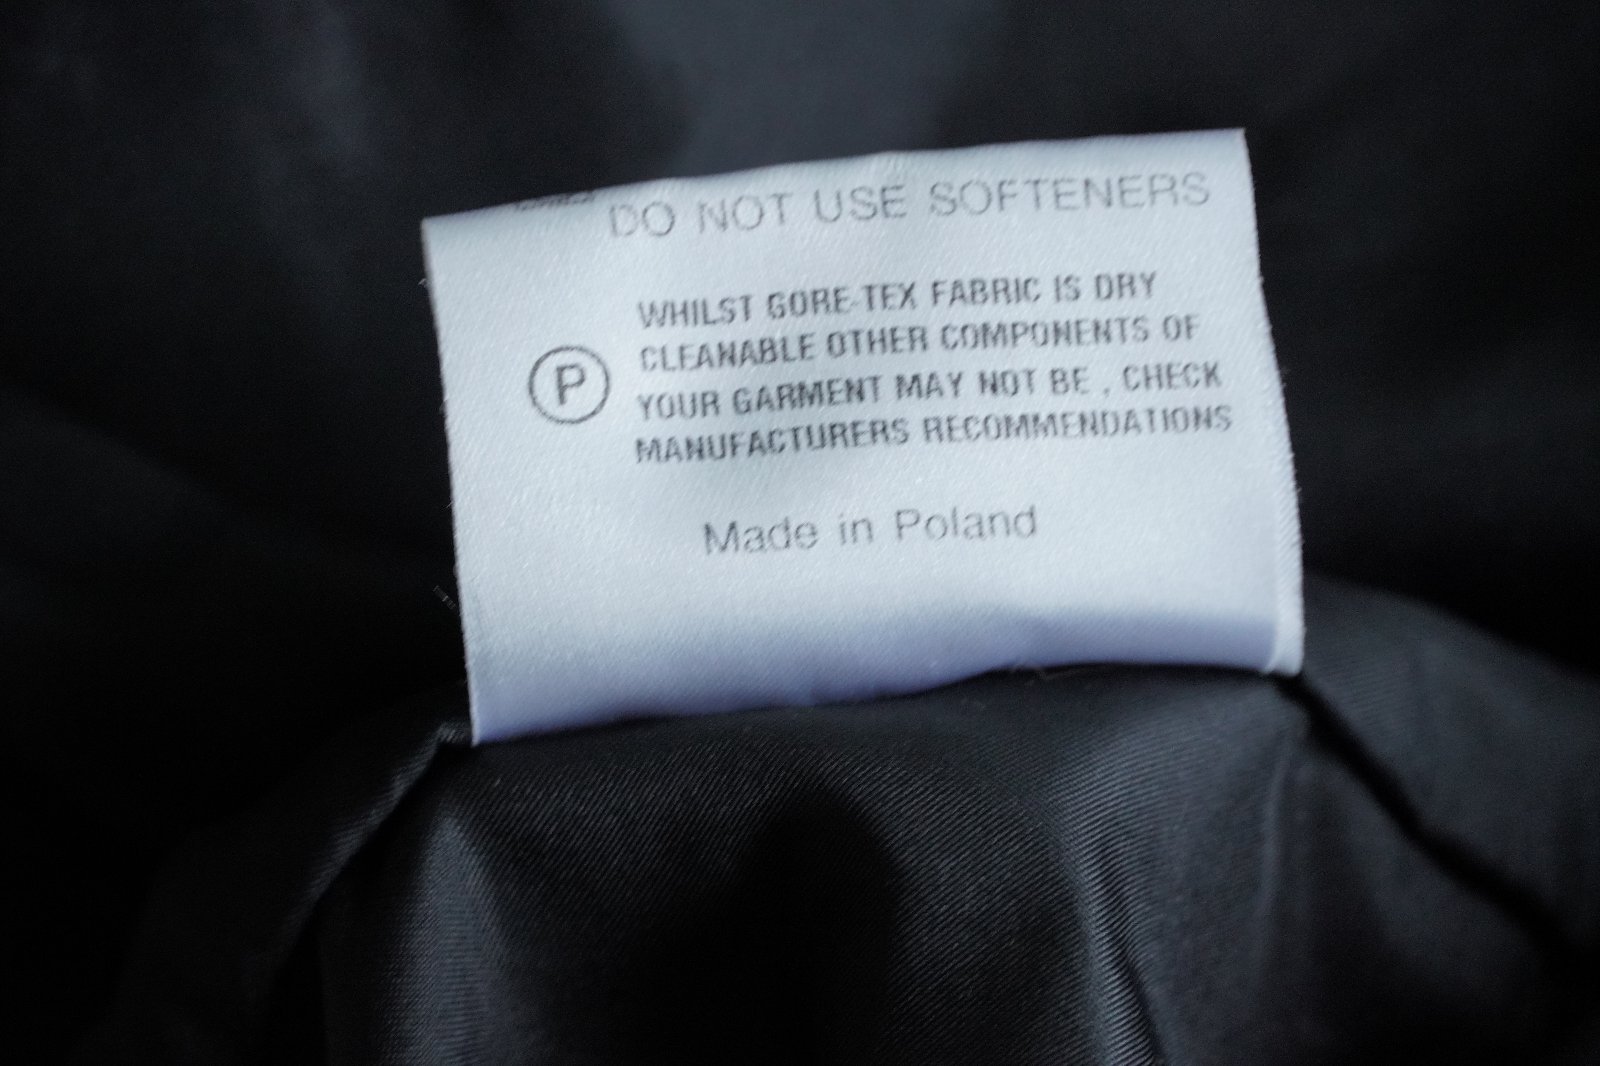 DO NOT USE SOFTENERS
WHILST GORE-TEX FABRIC IS DRY
CLEANABLE OTHER COMPONENTS OF
P
YOUR GARMENT MAY NOT BE , CHECK
MANUFACTURERS RECOMMENDATIONS
Made in Poland